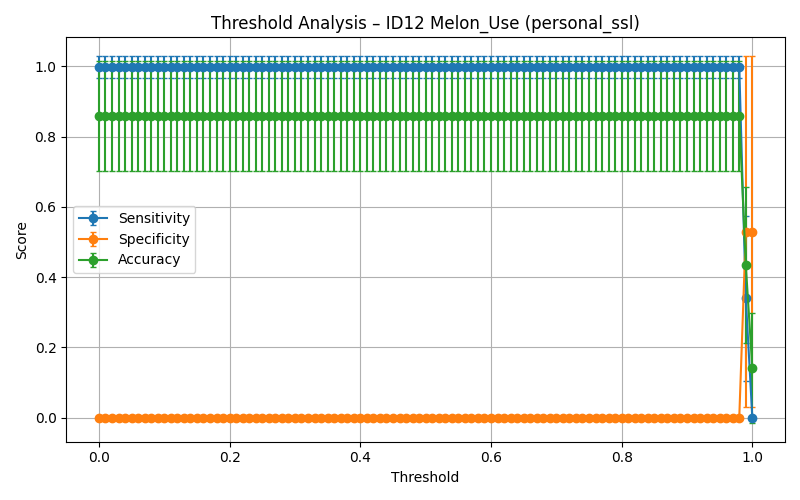 Threshold Analysis – ID12 Melon_Use (personal_ssl)
1.0
0.8
0.6
0.4
0.2
0.0
Score
Sensitivity
Specificity
Accuracy
0.0 0.2 0.4 0.6 0.8 1.0
Threshold